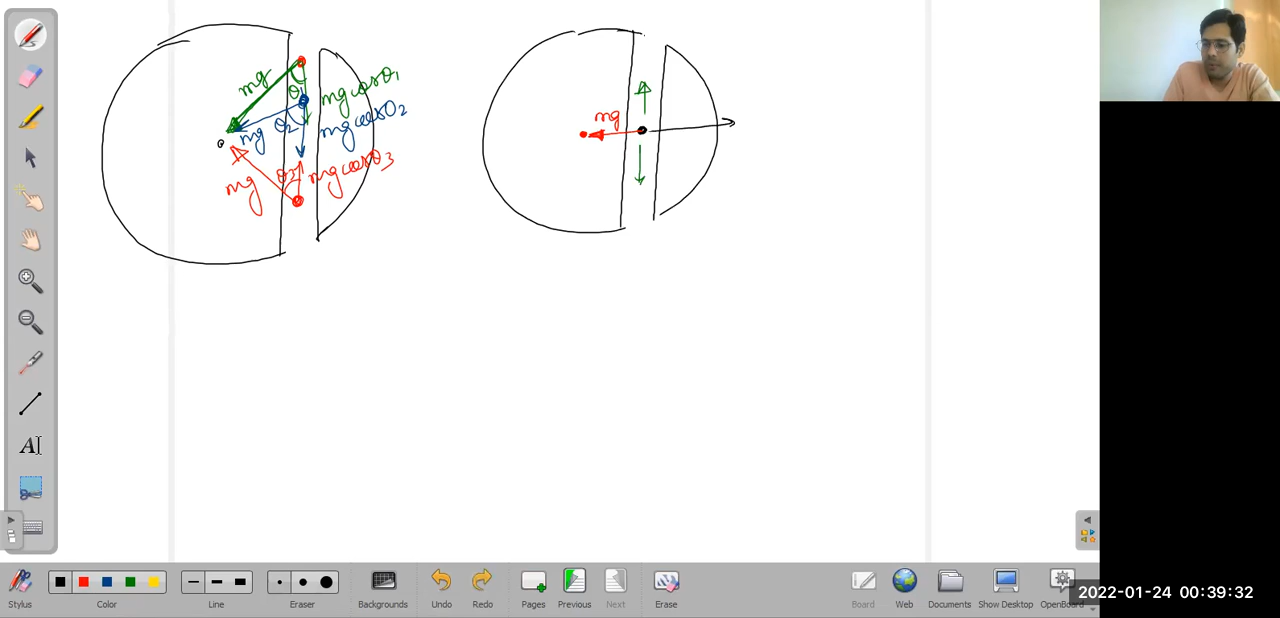 mg
θ1
mg cosθ1
mg
θ2
mg cosθ2
mg
θ3
mg cosθ3
mg
A
Stylus
Color
Line
Eraser
Backgrounds
Undo
Redo
Pages
Previous
Next
Erase
Board
Web
Documents
Show Desktop
OpenBoard
2022-01-24 00:39:32